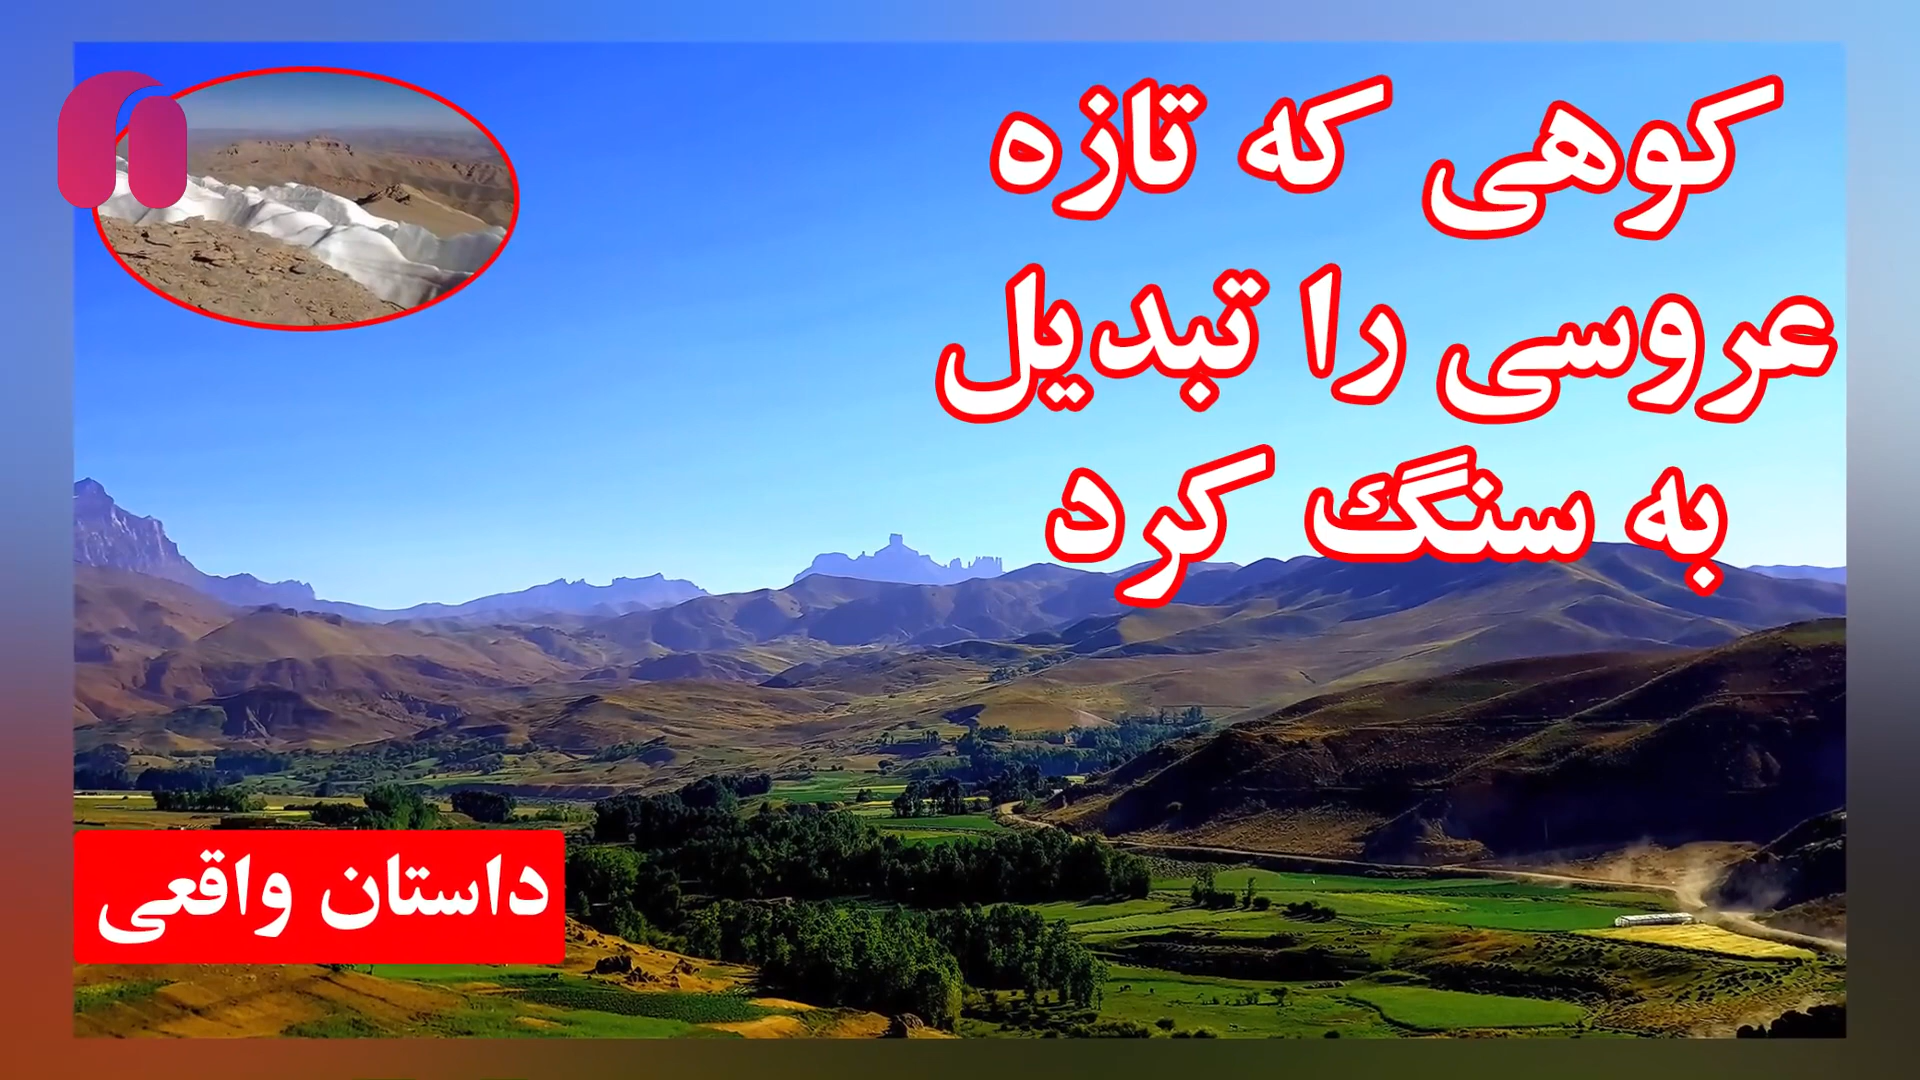 کوهی که تازه
عروسی را تبدیل
به سنگ کرد
داستان واقعی